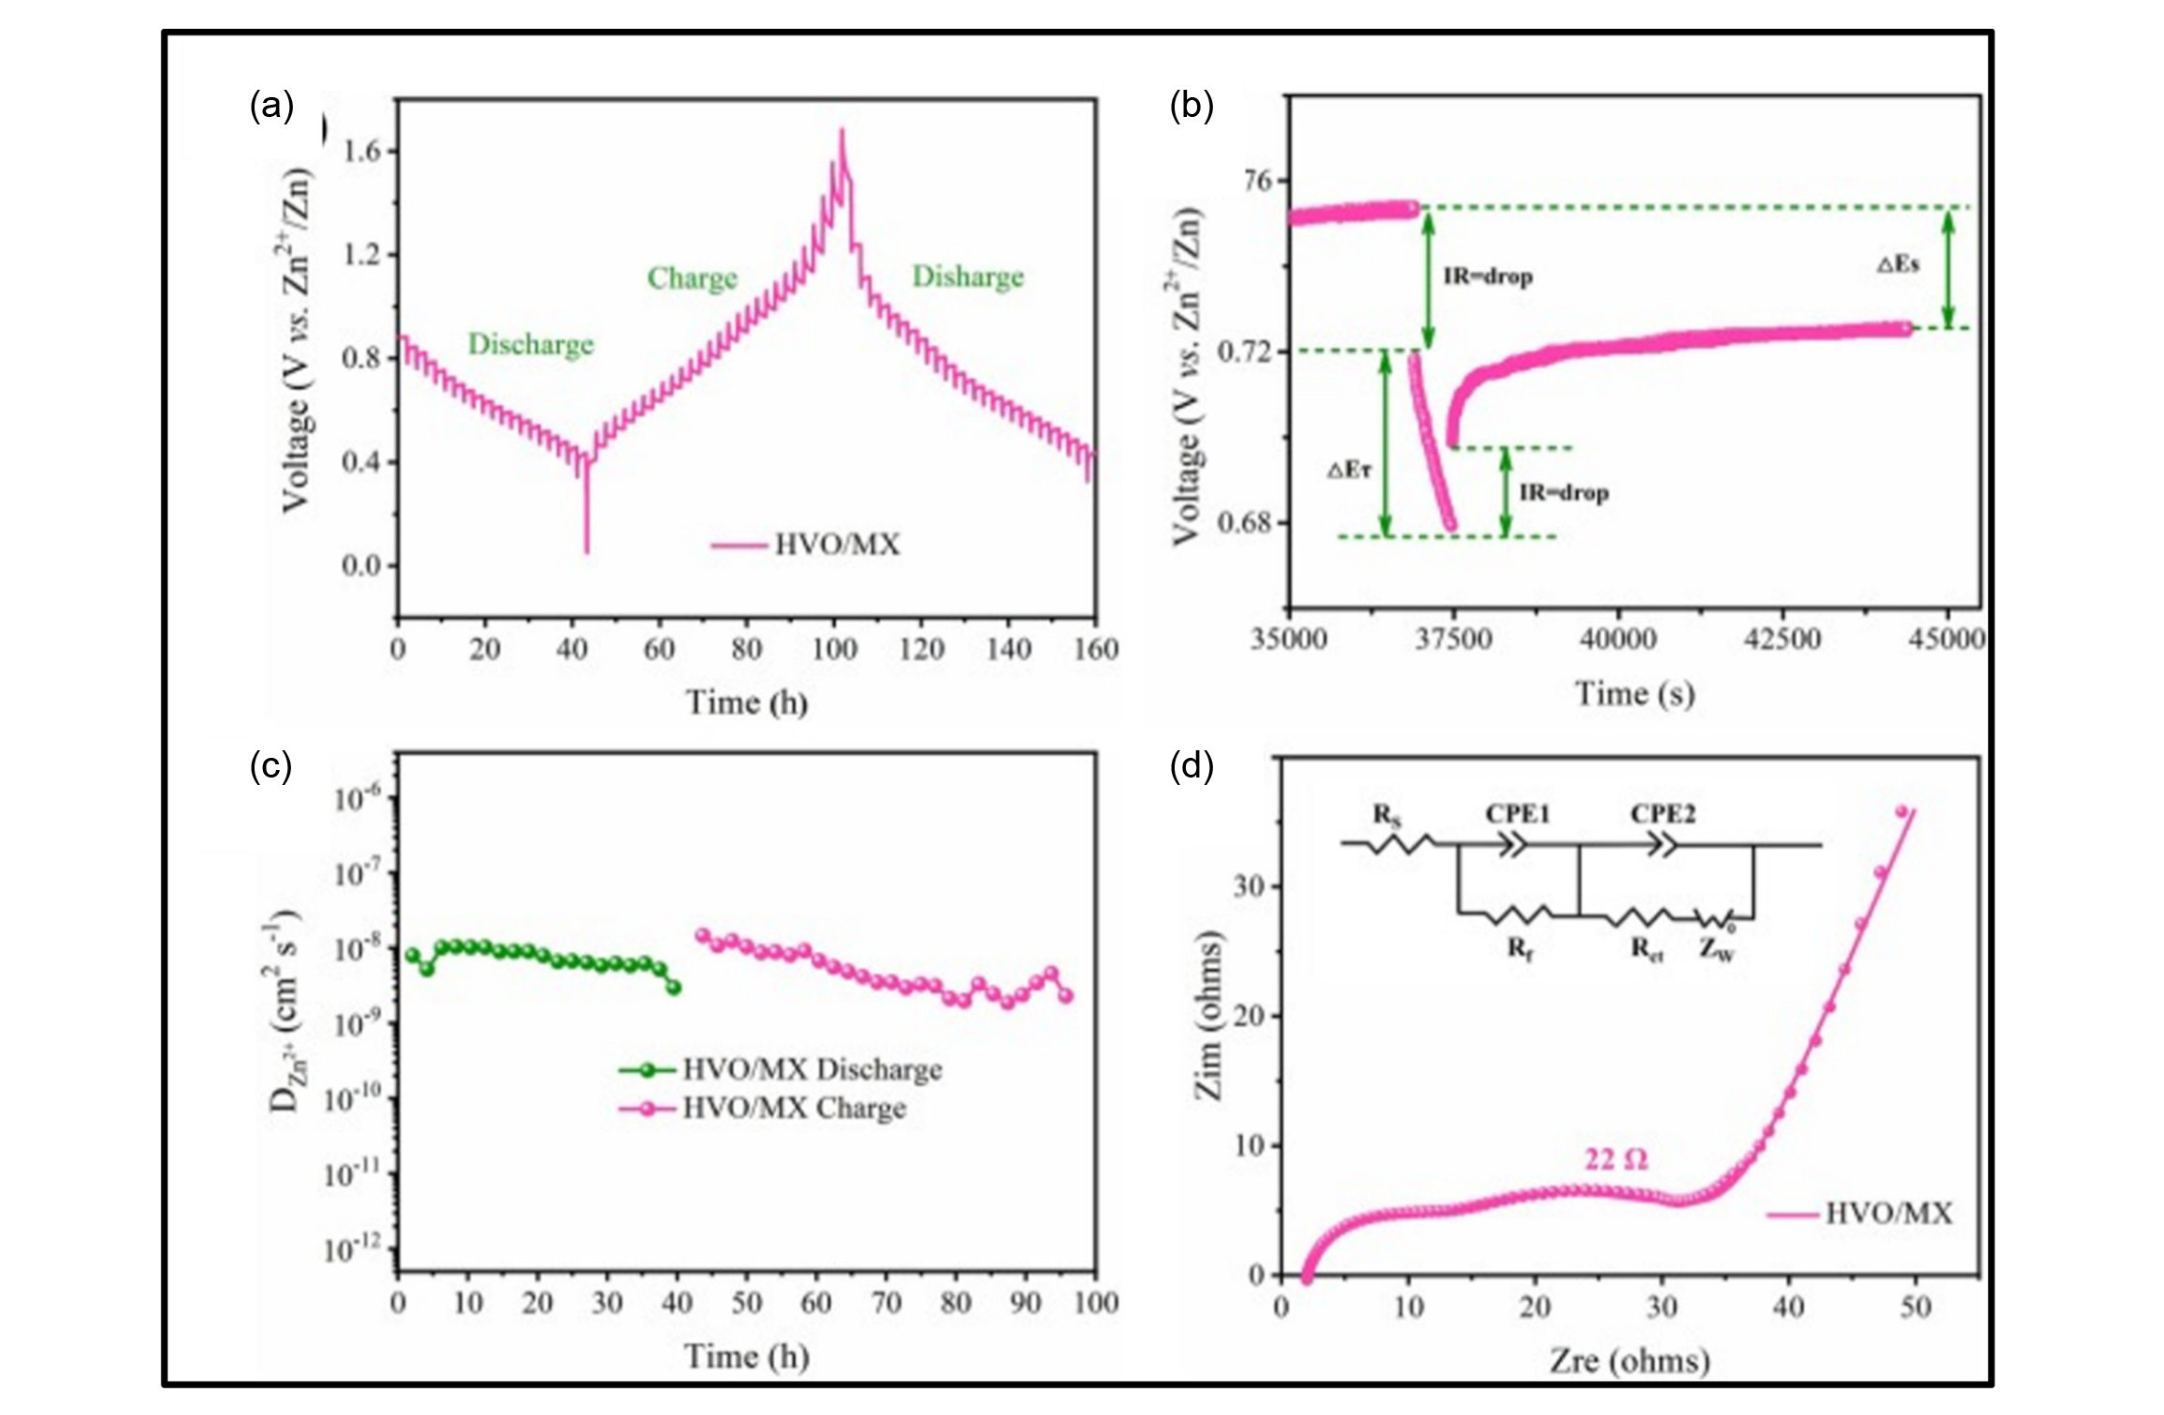 (a)
)
1.6
1.2
0.8
0.4
0.0
Voltage (V vs. Zn²⁺/Zn)
Discharge
Charge
Disharge
HVO/MX
0 20 40 60 80 100 120 140 160
Time (h)
(b)
76
0.72
0.68
Voltage (V vs. Zn²⁺/Zn)
IR=drop
△Es
△Eτ
IR=drop
35000 37500 40000 42500 45000
Time (s)
(c)
10⁻⁶
10⁻⁷
10⁻⁸
10⁻⁹
10⁻¹⁰
10⁻¹¹
10⁻¹²
D_Zn²⁺ (cm² s⁻¹)
HVO/MX Discharge
HVO/MX Charge
0 10 20 30 40 50 60 70 80 90 100
Time (h)
(d)
Rs CPE1 CPE2
Rf Rct Zw
30
20
10
0
Zim (ohms)
22 Ω
HVO/MX
0 10 20 30 40 50
Zre (ohms)